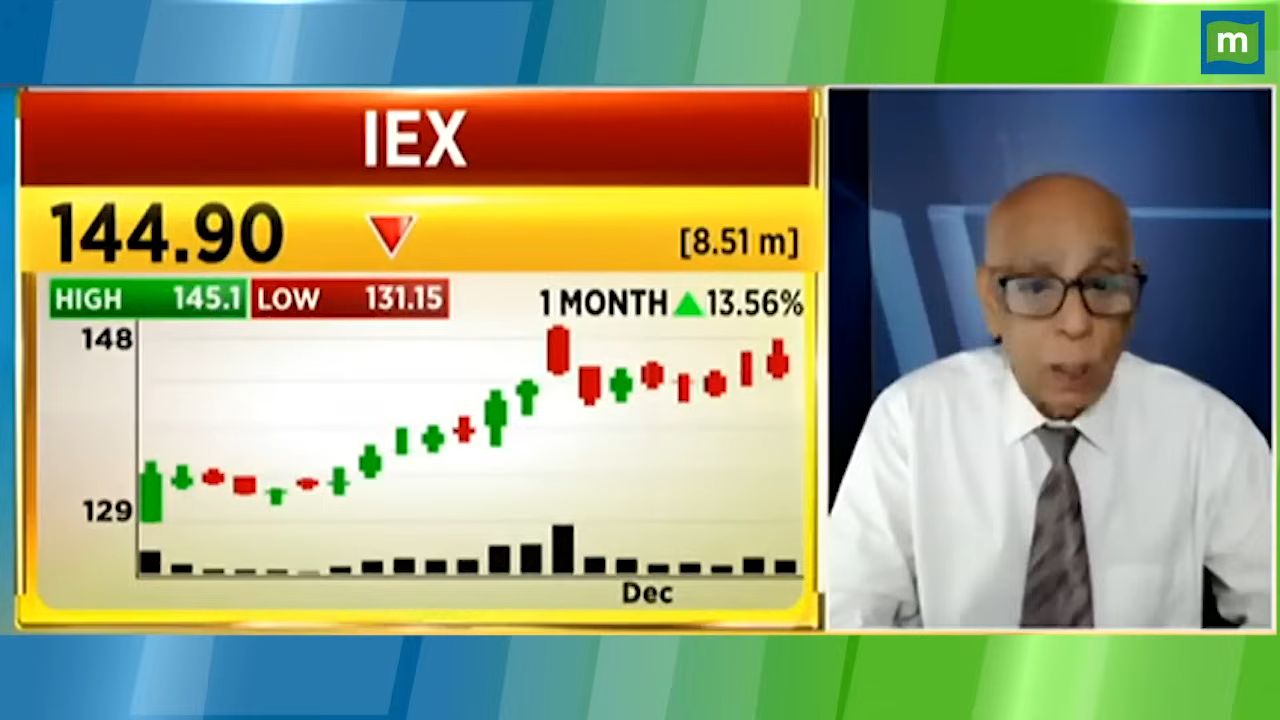 m
IEX
144.90 [8.51 m]
HIGH 145.1 LOW 131.15 1 MONTH 13.56%
148
129
Dec